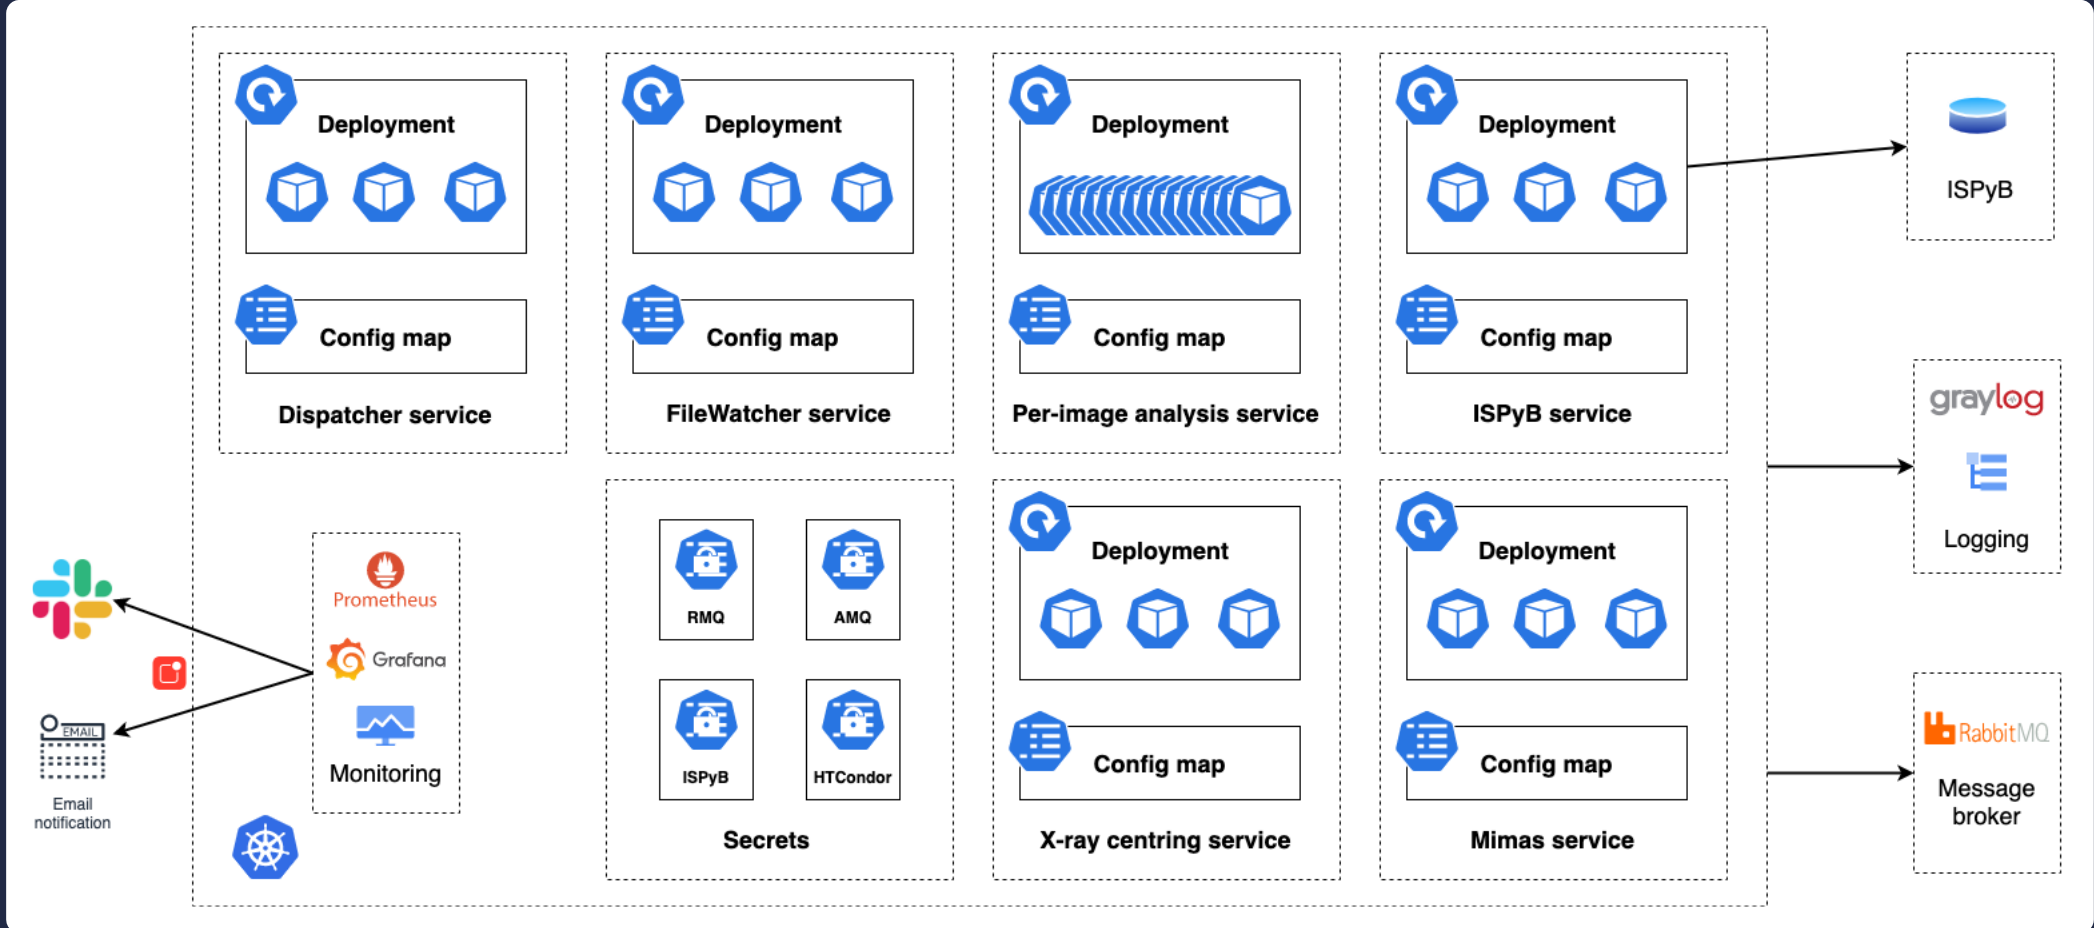 Deployment
Config map
Dispatcher service
Deployment
Config map
FileWatcher service
Deployment
Config map
Per-image analysis service
Deployment
Config map
ISPyB service
ISPyB
graylog
Logging
Prometheus
Grafana
Monitoring
EMAIL
Email
notification
RMQ
AMQ
ISPyB
HTCondor
Secrets
Deployment
Config map
X-ray centring service
Deployment
Config map
Mimas service
RabbitMQ
Message
broker